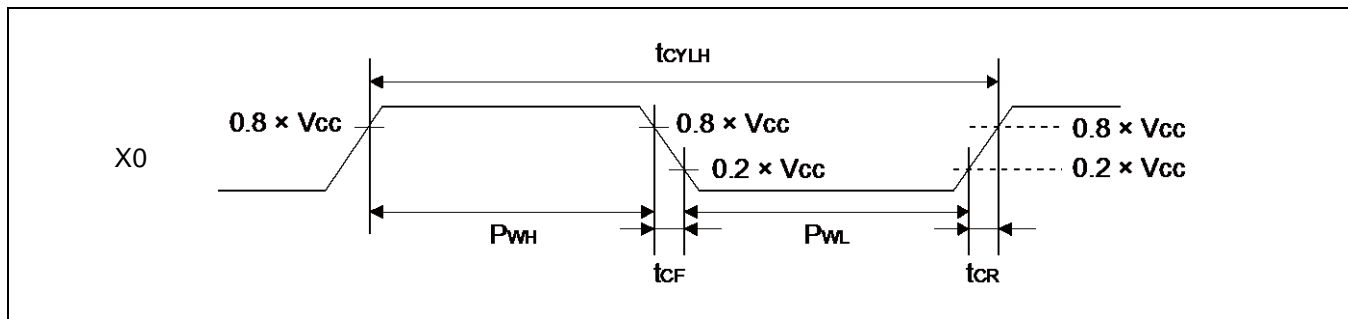 tCYLH
0.8 × VCC
0.8 × VCC
0.8 × VCC
X0
0.2 × VCC
0.2 × VCC
PWH
PWL
tCF
tCR